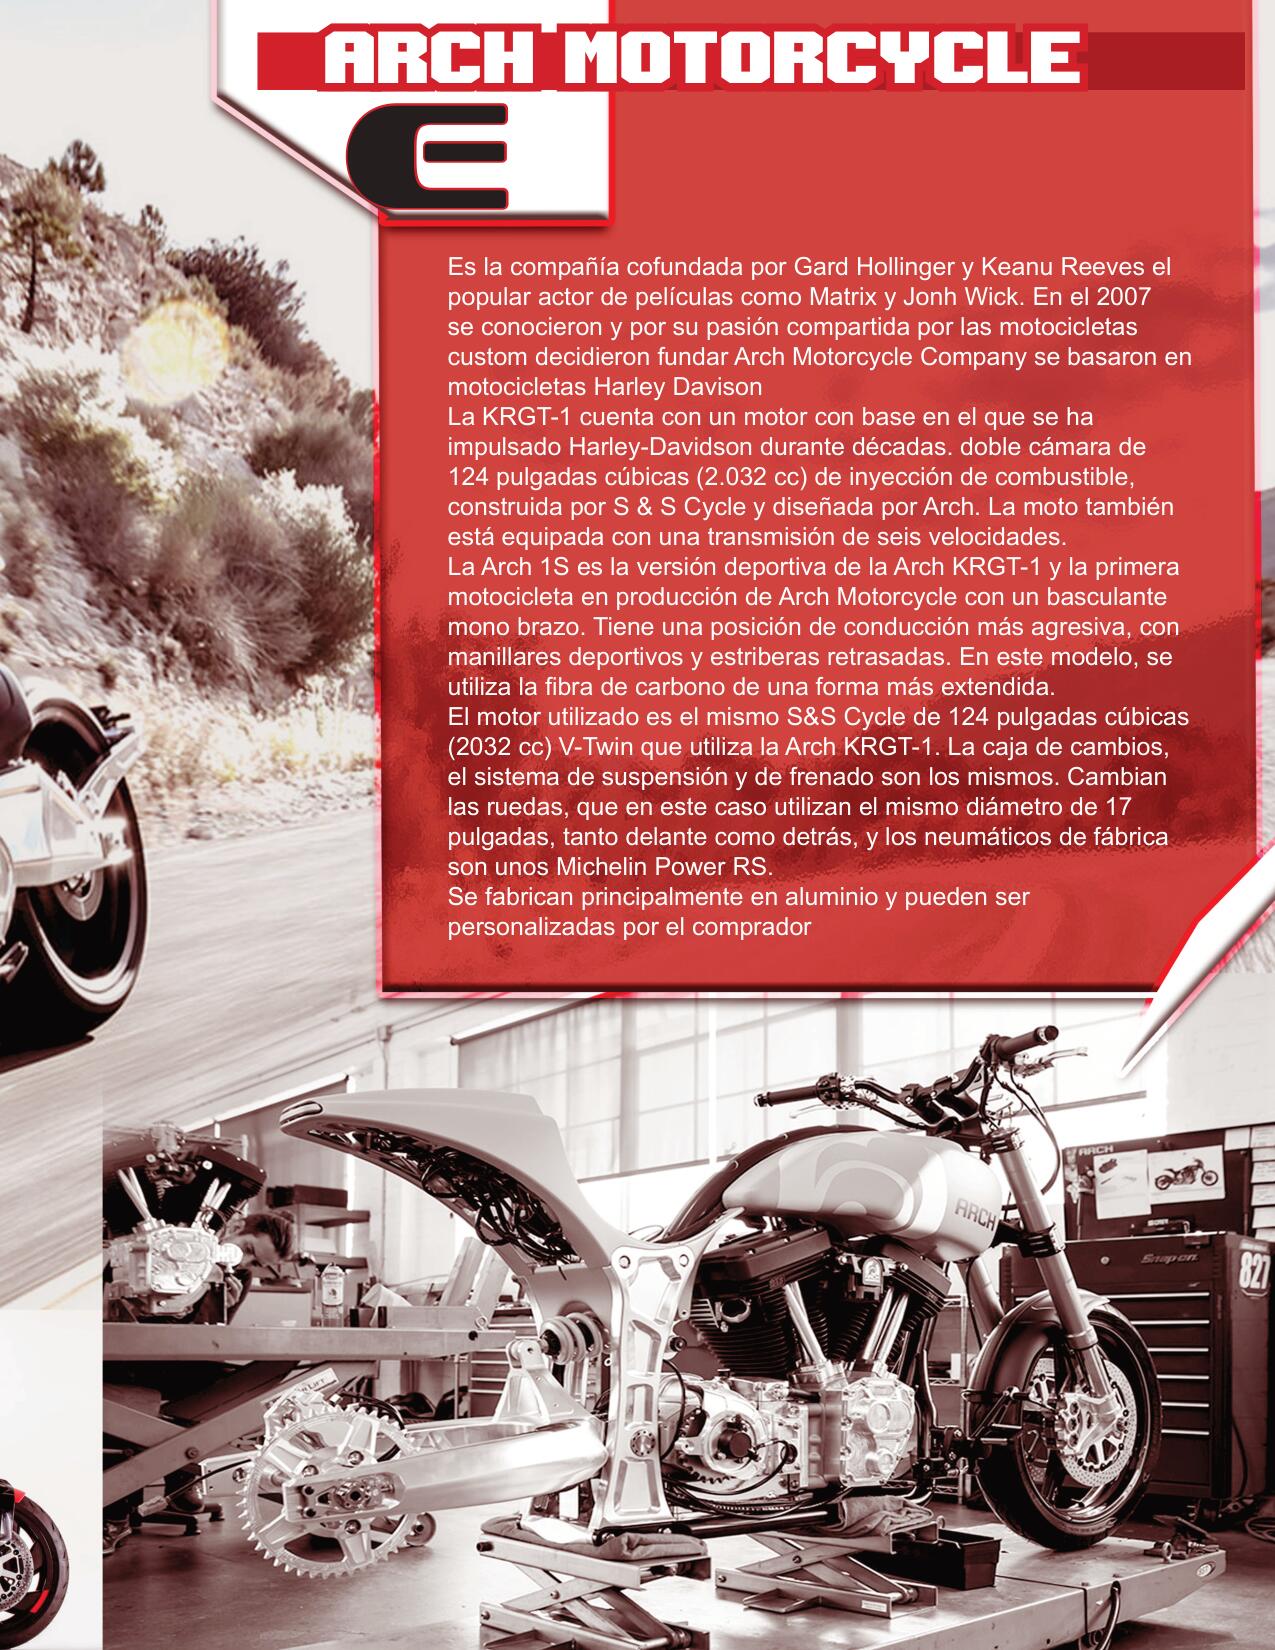 ARCH MOTORCYCLE
E
Es la compañía cofundada por Gard Hollinger y Keanu Reeves el
popular actor de películas como Matrix y Jonh Wick. En el 2007
se conocieron y por su pasión compartida por las motocicletas
custom decidieron fundar Arch Motorcycle Company se basaron en
motocicletas Harley Davison
La KRGT-1 cuenta con un motor con base en el que se ha
impulsado Harley-Davidson durante décadas. doble cámara de
124 pulgadas cúbicas (2.032 cc) de inyección de combustible,
construida por S & S Cycle y diseñada por Arch. La moto también
está equipada con una transmisión de seis velocidades.
La Arch 1S es la versión deportiva de la Arch KRGT-1 y la primera
motocicleta en producción de Arch Motorcycle con un basculante
mono brazo. Tiene una posición de conducción más agresiva, con
manillares deportivos y estriberas retrasadas. En este modelo, se
utiliza la fibra de carbono de una forma más extendida.
El motor utilizado es el mismo S&S Cycle de 124 pulgadas cúbicas
(2032 cc) V-Twin que utiliza la Arch KRGT-1. La caja de cambios,
el sistema de suspensión y de frenado son los mismos. Cambian
las ruedas, que en este caso utilizan el mismo diámetro de 17
pulgadas, tanto delante como detrás, y los neumáticos de fábrica
son unos Michelin Power RS.
Se fabrican principalmente en aluminio y pueden ser
personalizadas por el comprador
ARCH
ARCH
Snap-on
827